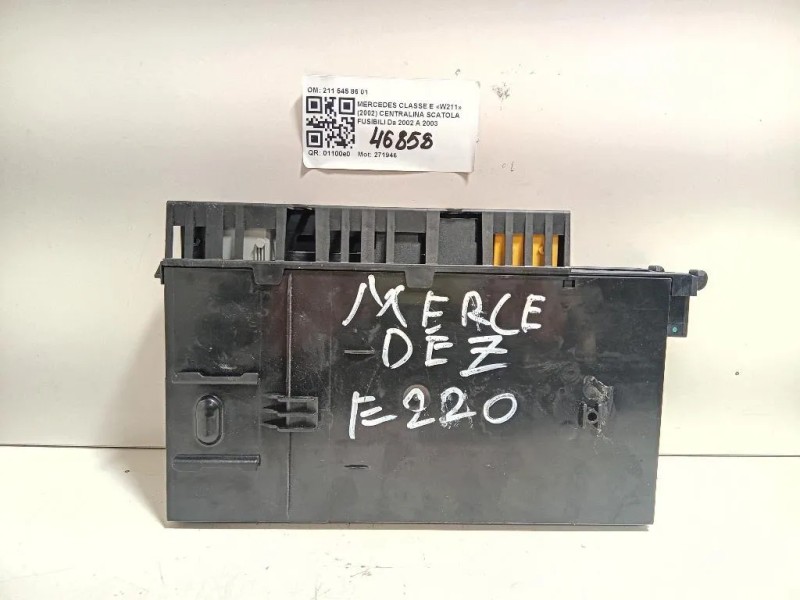 OM: 211 545 86 01
MERCEDES CLASSE E «W211»
(2002) CENTRALINA SCATOLA
FUSIBILI Da 2002 A 2003
46858
QR: 01100e0 Mot: 271946
MERCE
DEZ
E220